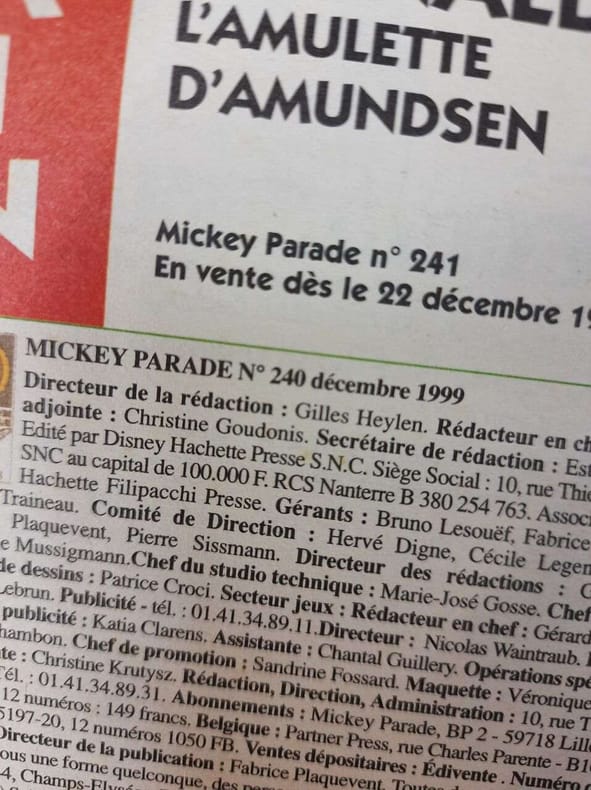 L'AMULETTE
D'AMUNDSEN
Mickey Parade n° 241
En vente dès le 22 décembre
MICKEY PARADE N° 240 décembre 1999
Directeur de la rédaction : Gilles Heylen. Rédacteur en
adjointe : Christine Goudonis. Secrétaire de rédaction :
Edité par Disney Hachette Presse S.N.C. Siège Social : 10, rue
SNC au capital de 100.000 F. RCS Nanterre B 380 254 763.
Hachette Filipacchi Presse. Gérants : Bruno Lesouëf, Fabrice
Traineau. Comité de Direction : Hervé Digne, Cécile
Plaquevent, Pierre Sissmann. Directeur des rédactions :
Mussigmann.Chef du studio technique : Marie-José Gosse. Chef
de dessins : Patrice Croci. Secteur jeux : Rédacteur en chef : Gérard
Lebrun. Publicité - tél. : 01.41.34.89.11.Directeur : Nicolas Waintraub.
publicité : Katia Clarens. Assistante : Chantal Guillery. Opérations
Chef de promotion : Sandrine Fossard. Maquette : Véronique
: Christine Krutysz. Rédaction, Direction, Administration : 10, rue
Tél. : 01.41.34.89.31. Abonnements : Mickey Parade, BP 2 - 59718
12 numéros : 149 francs. Belgique : Partner Press, rue Charles Parente -
5197-20, 12 numéros 1050 FB. Ventes dépositaires : Édivente . Numéro
Directeur de la publication : Fabrice Plaquevent.
une forme quelconque, des